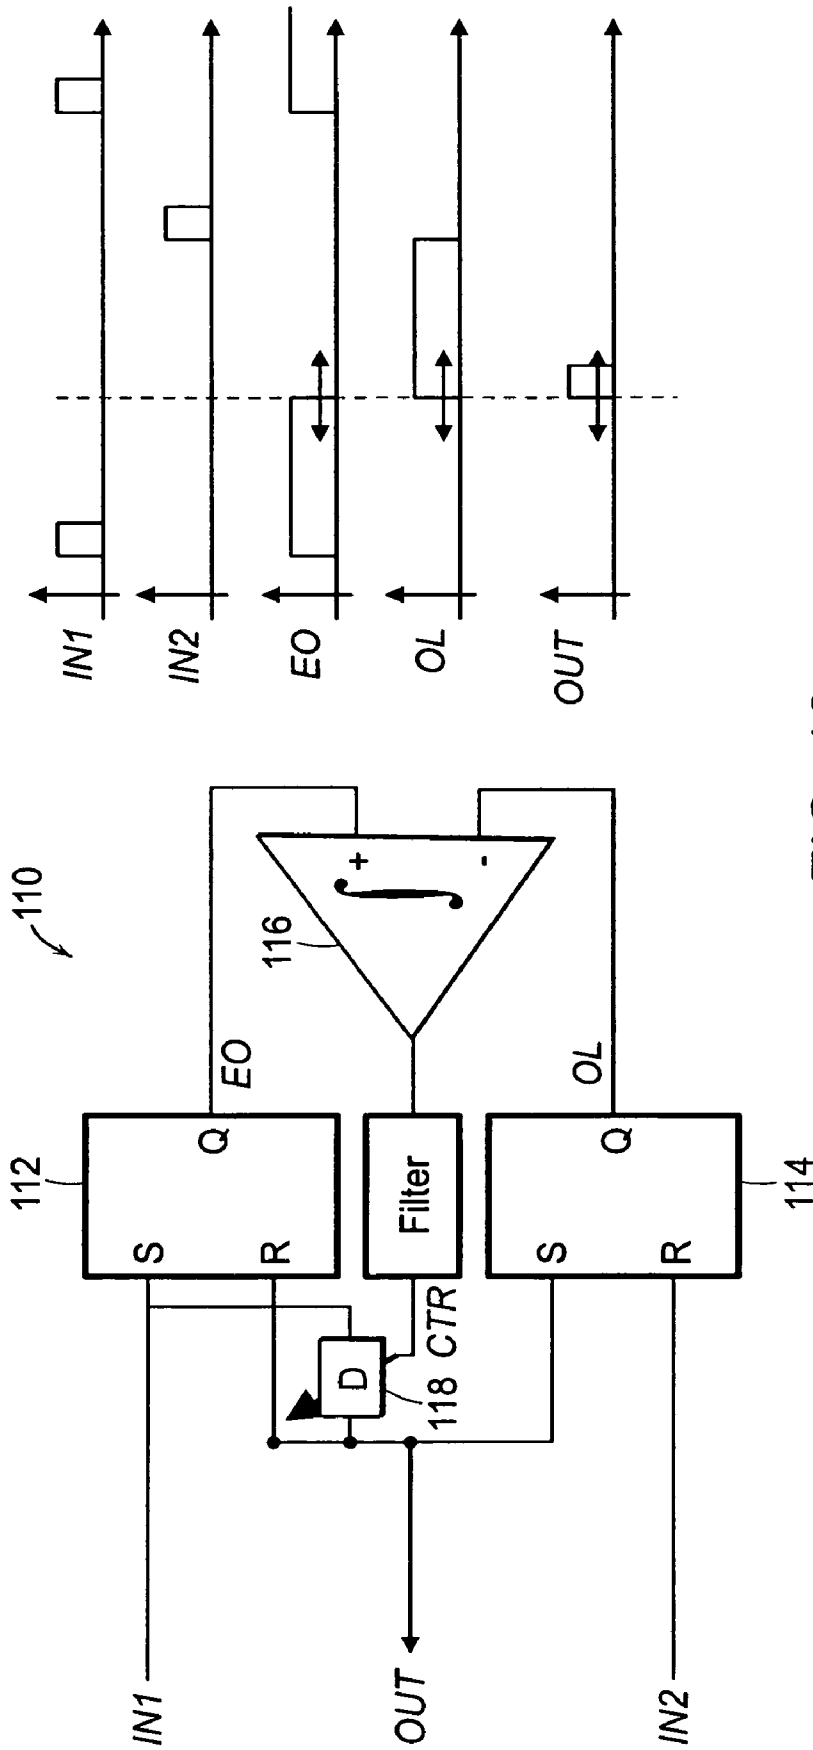 110
IN1
OUT
IN2
112
S
R
Q
EO
118
D
CTR
Filter
116
+
-
∫
S
R
Q
OL
114
IN1
IN2
EO
OL
OUT